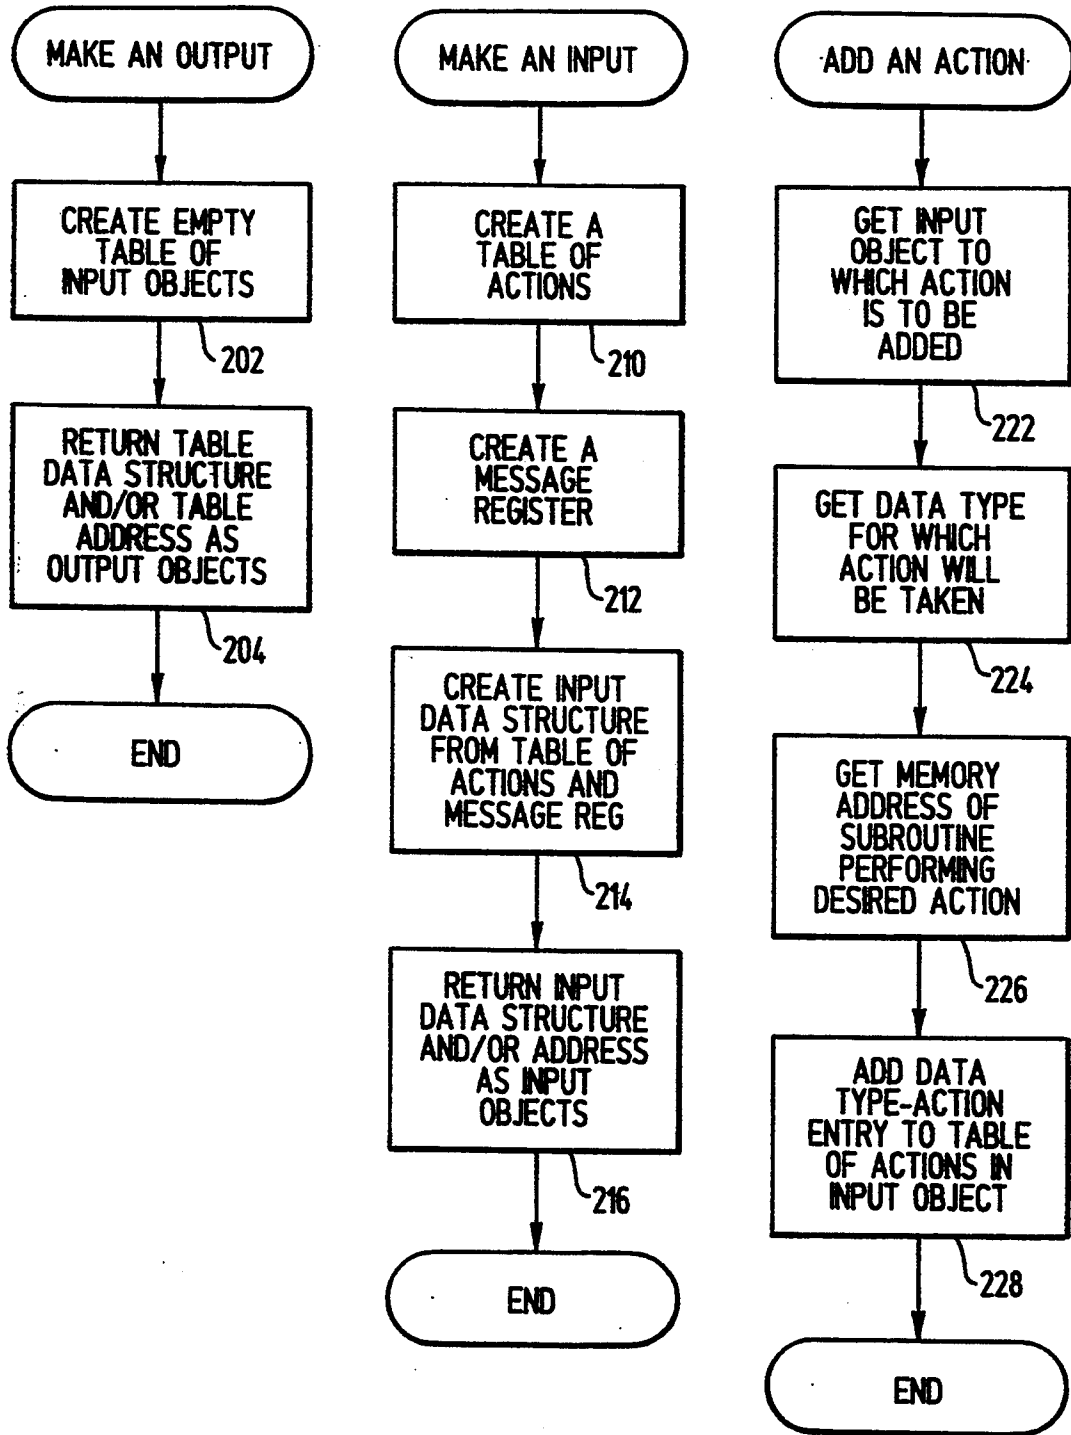 MAKE AN OUTPUT
CREATE EMPTY
TABLE OF
INPUT OBJECTS
202
RETURN TABLE
DATA STRUCTURE
AND/OR TABLE
ADDRESS AS
OUTPUT OBJECTS
204
END
MAKE AN INPUT
CREATE A
TABLE OF
ACTIONS
210
CREATE A
MESSAGE
REGISTER
212
CREATE INPUT
DATA STRUCTURE
FROM TABLE OF
ACTIONS AND
MESSAGE REG
214
RETURN INPUT
DATA STRUCTURE
AND/OR ADDRESS
AS INPUT
OBJECTS
216
END
ADD AN ACTION
GET INPUT
OBJECT TO
WHICH ACTION
IS TO BE
ADDED
222
GET DATA TYPE
FOR WHICH
ACTION WILL
BE TAKEN
224
GET MEMORY
ADDRESS OF
SUBROUTINE
PERFORMING
DESIRED ACTION
226
ADD DATA
TYPE-ACTION
ENTRY TO TABLE
OF ACTIONS IN
INPUT OBJECT
228
END